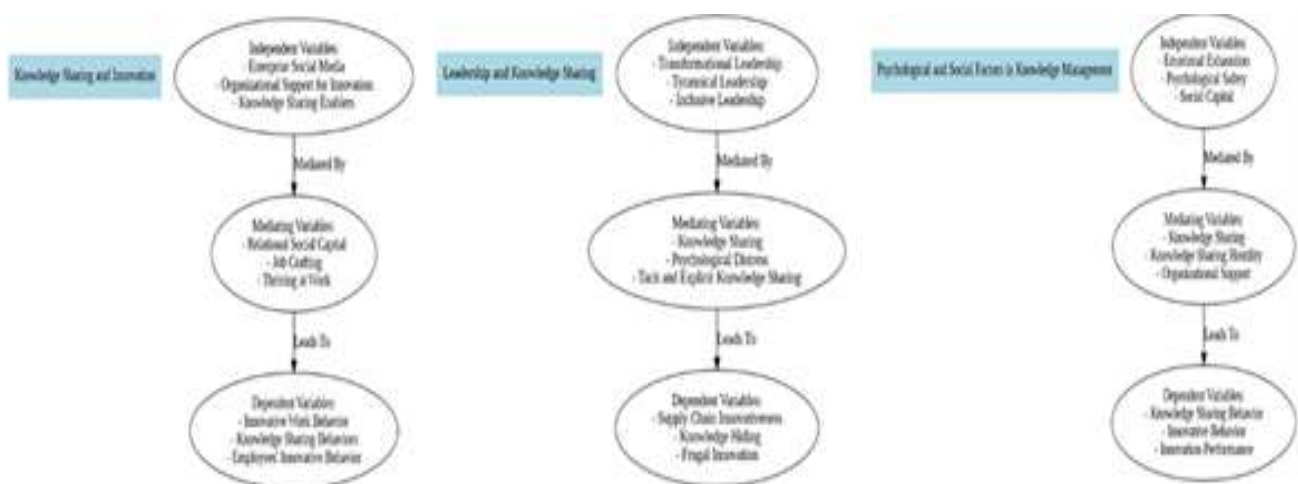 Knowledge Sharing and Innovation
Independent Variables
- Enterprise Social Media
- Organizational Support for Innovation
- Knowledge Sharing Enablers
Mediated By
Mediating Variables
- Relational Social Capital
- Job Crafting
- Thriving at Work
Leads To
Dependent Variables
- Innovative Work Behavior
- Knowledge Sharing Behaviors
- Employees' Innovative Behavior
Leadership and Knowledge Sharing
Independent Variables
- Transformational Leadership
- Tyrannical Leadership
- Inclusive Leadership
Mediated By
Mediating Variables
- Knowledge Sharing
- Psychological Distress
- Tacit and Explicit Knowledge Sharing
Leads To
Dependent Variables
- Supply Chain Innovativeness
- Knowledge Hiding
- Frugal Innovation
Psychological and Social Factors in Knowledge Management
Independent Variables
- Emotional Exhaustion
- Psychological Safety
- Social Capital
Mediated By
Mediating Variables
- Knowledge Sharing
- Knowledge Sharing Hostility
- Organizational Support
Leads To
Dependent Variables
- Knowledge Sharing Behavior
- Innovative Behavior
- Innovation Performance